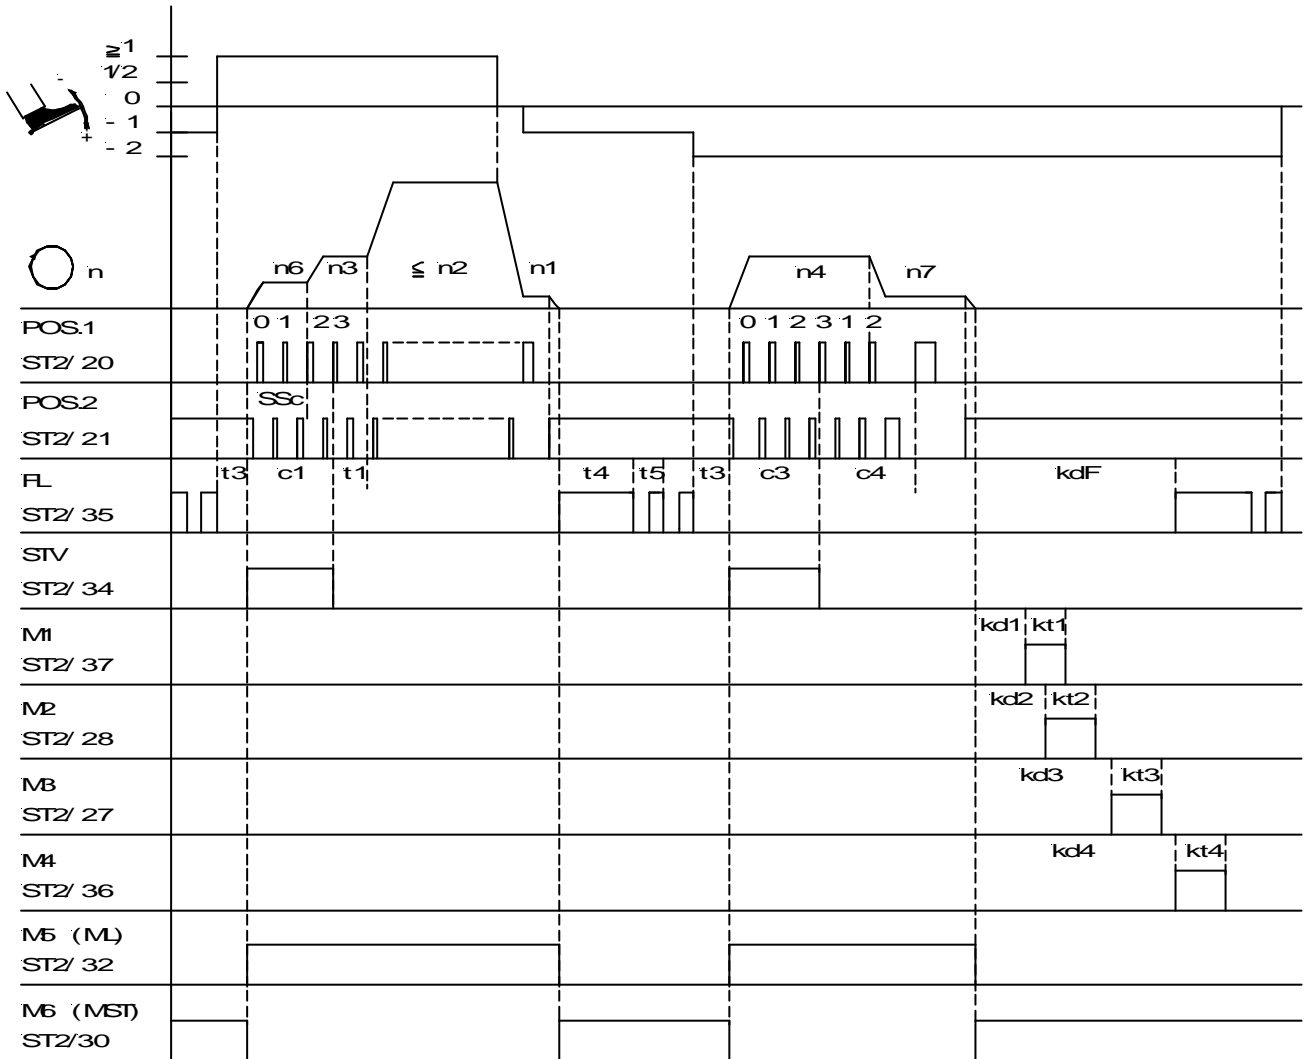 ≧1
1/2
0
- 1
- 2
-
+
n
n6 n3 ≦ n2 n1 n4 n7
POS.1
0 1 2 3 0 1 2 3 1 2
ST2/ 20
POS.2
SSc
ST2/ 21
FL
t3 c1 t1 t4 t5 t3 c3 c4 kdF
ST2/ 35
STV
ST2/ 34
M1
kd1 kt1
ST2/ 37
M2
kd2 kt2
ST2/ 28
M3
kd3 kt3
ST2/ 27
M4
kd4 kt4
ST2/ 36
M5 (ML)
ST2/ 32
M6 (MST)
ST2/30